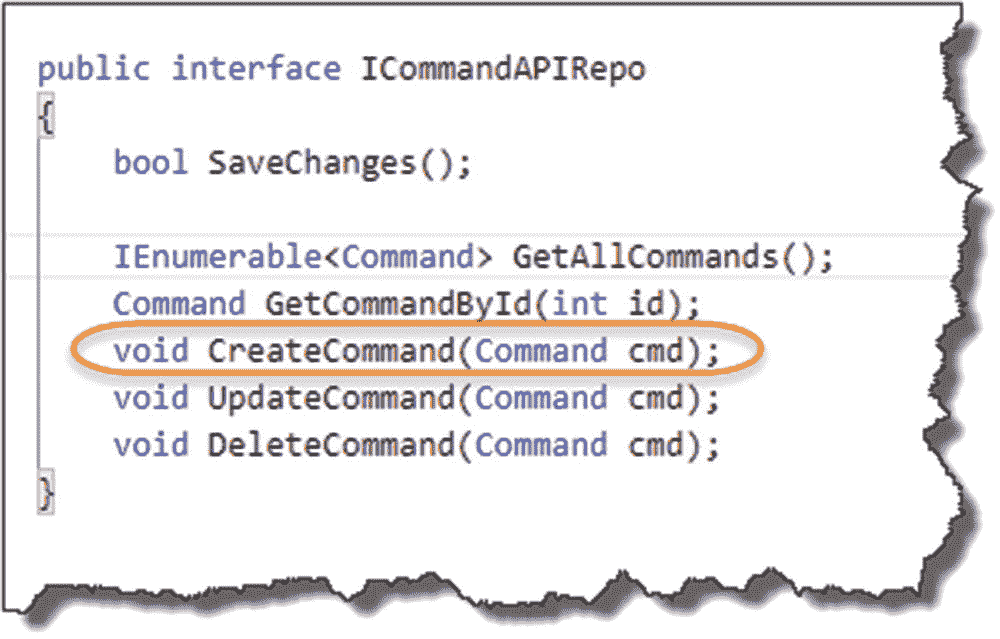 public interface ICommandAPIRepo
{
bool SaveChanges();
IEnumerable<Command> GetAllCommands();
Command GetCommandById(int id);
void CreateCommand(Command cmd);
void UpdateCommand(Command cmd);
void DeleteCommand(Command cmd);
}